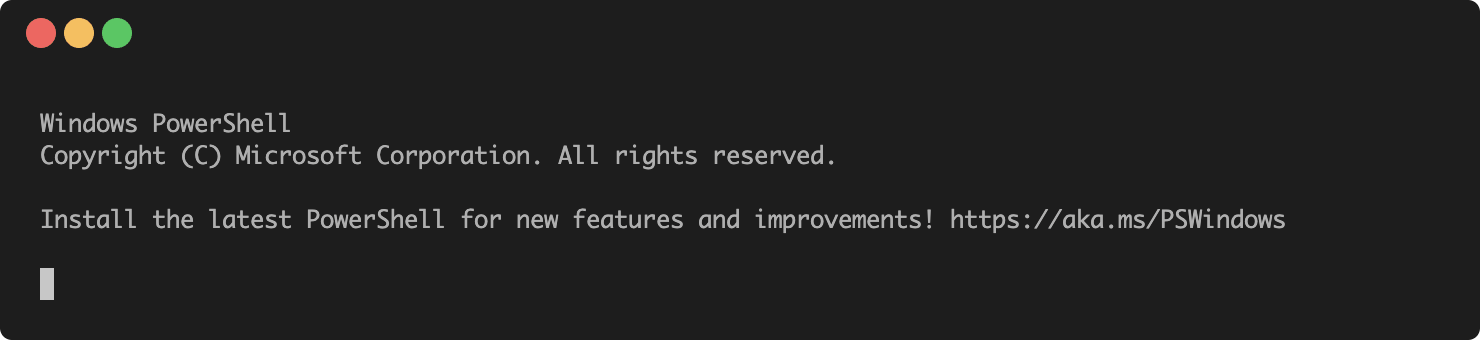 Windows PowerShell
Copyright (C) Microsoft Corporation. All rights reserved.
Install the latest PowerShell for new features and improvements! https://aka.ms/PSWindows